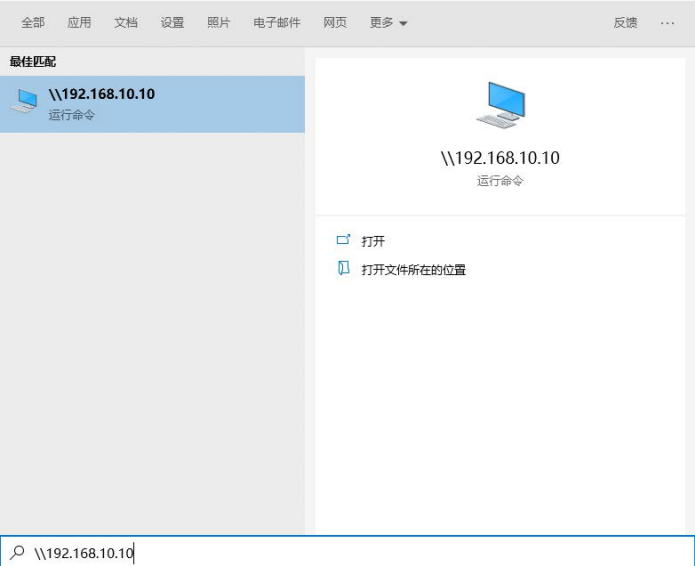 全部 应用 文档 设置 照片 电子邮件 网页 更多 反馈 ...
最佳匹配
\\192.168.10.10
运行命令
\\192.168.10.10
运行命令
打开
打开文件所在的位置
\\192.168.10.10